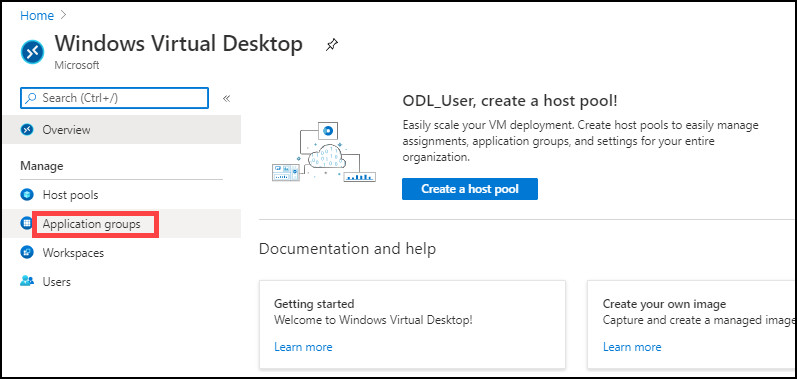 Home
Windows Virtual Desktop
Microsoft
Search (Ctrl+/)
Overview
Manage
Host pools
Application groups
Workspaces
Users
ODL_User, create a host pool!
Easily scale your VM deployment. Create host pools to easily manage
assignments, application groups, and settings for your entire
organization.
Create a host pool
Documentation and help
Getting started
Welcome to Windows Virtual Desktop!
Learn more
Create your own image
Capture and create a managed image
Learn more